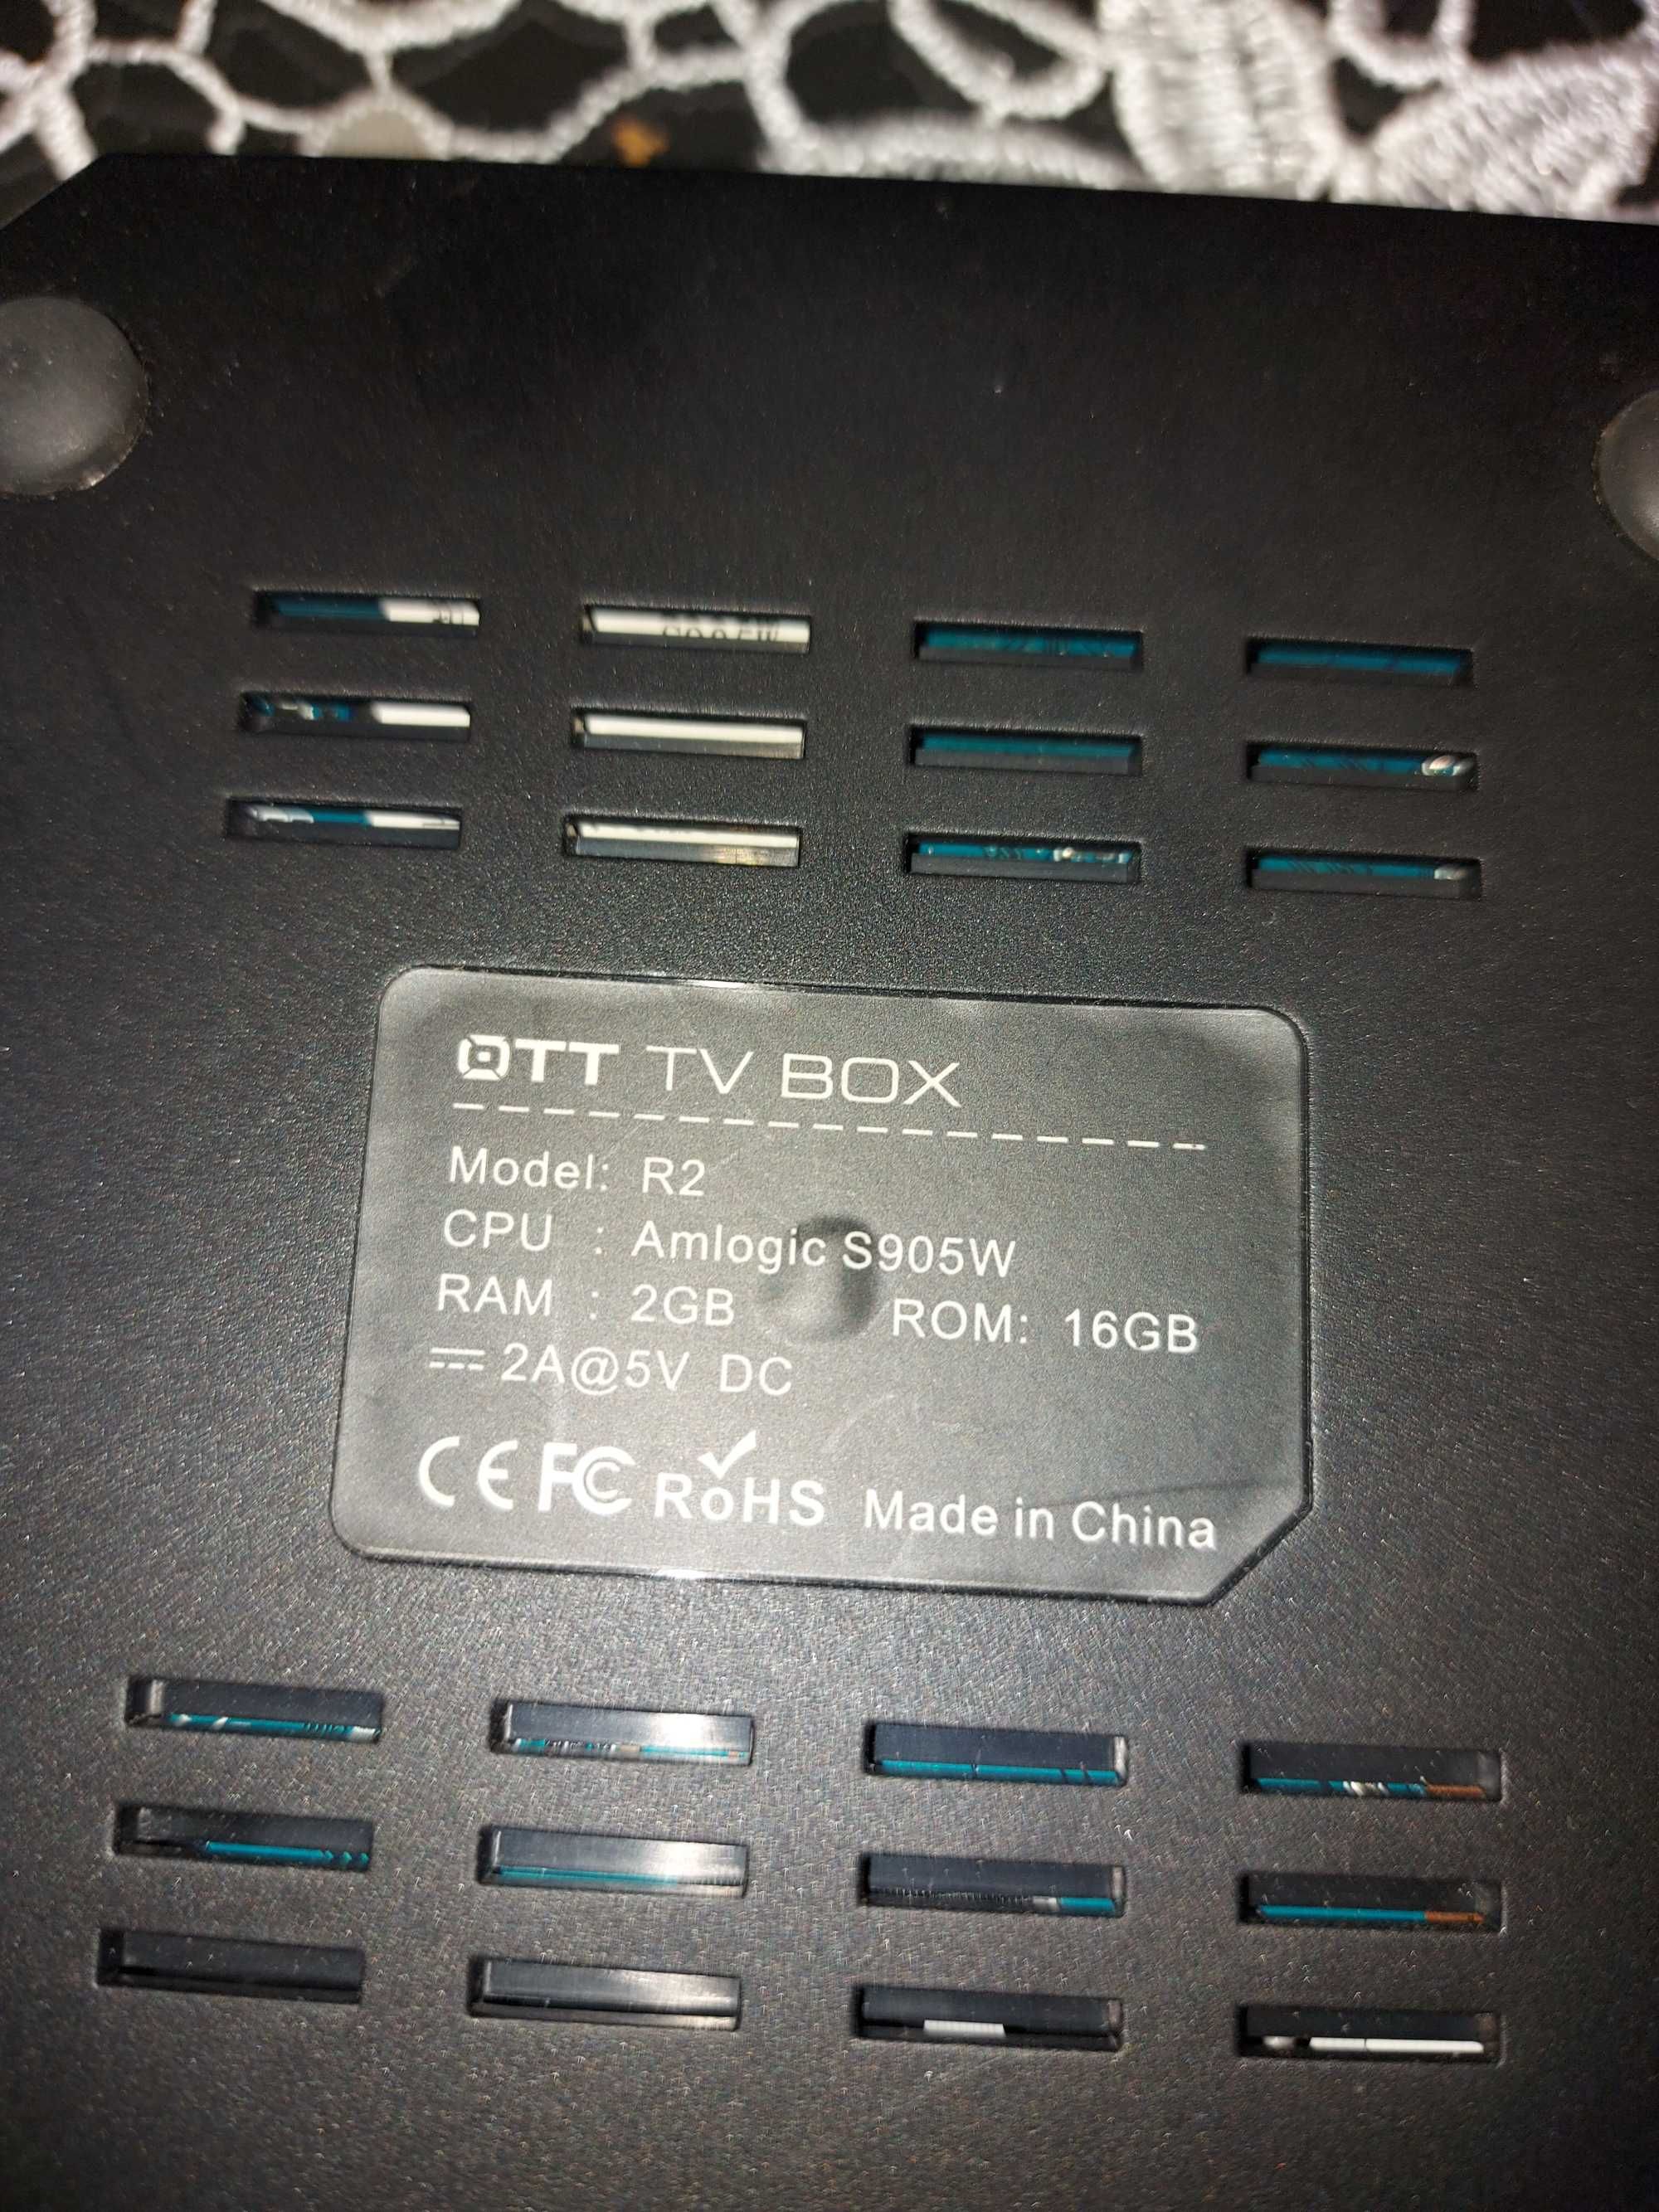 OTT TV BOX
Model: R2
CPU : Amlogic S905W
RAM : 2GB ROM: 16GB
2A@5V DC
CE FC RoHS Made in China